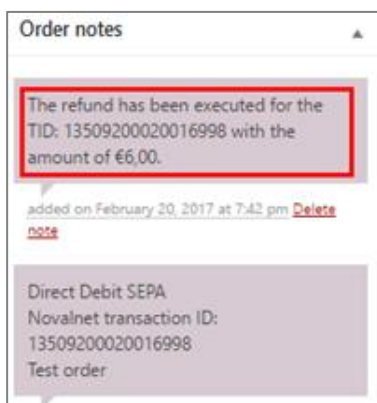 Order notes
The refund has been executed for the
TID: 13509200020016998 with the
amount of €6,00.
added on February 20, 2017 at 7:42 pm Delete
note
Direct Debit SEPA
Novalnet transaction ID:
13509200020016998
Test order